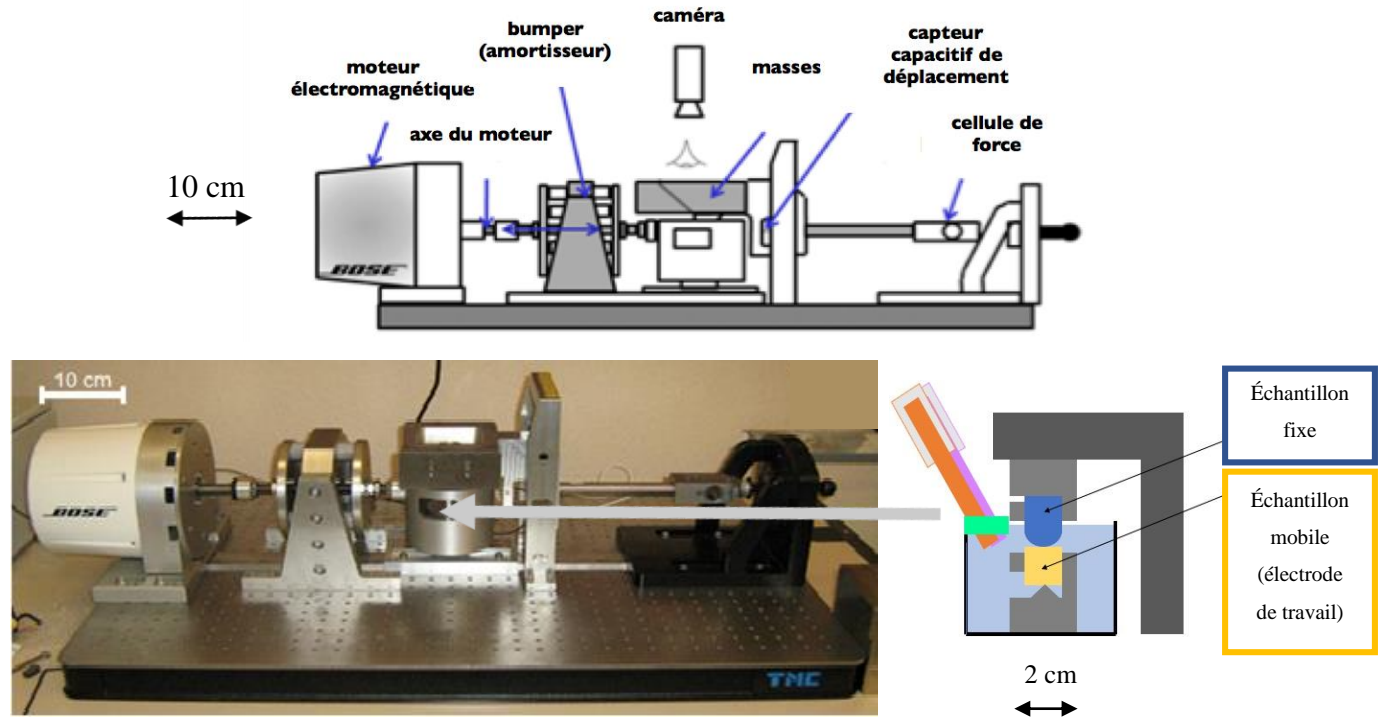 caméra
bumper
(amortisseur)
capteur
capacitif de
déplacement
moteur
électromagnétique
masses
axe du moteur
cellule de
force
10 cm
BOSE
10 cm
BOSE
TMC
Échantillon
fixe
Échantillon
mobile
(électrode
de travail)
2 cm